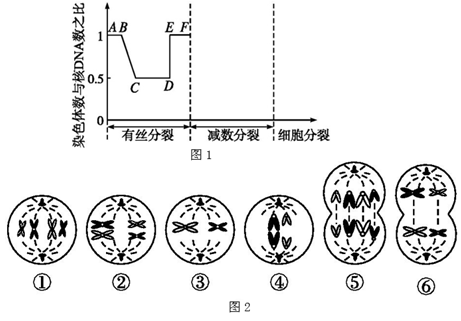 染色体数与核DNA数之比
A B E F
1
0.5
C D
0
有丝分裂 减数分裂 细胞分裂
图1
① ② ③ ④ ⑤ ⑥
图2